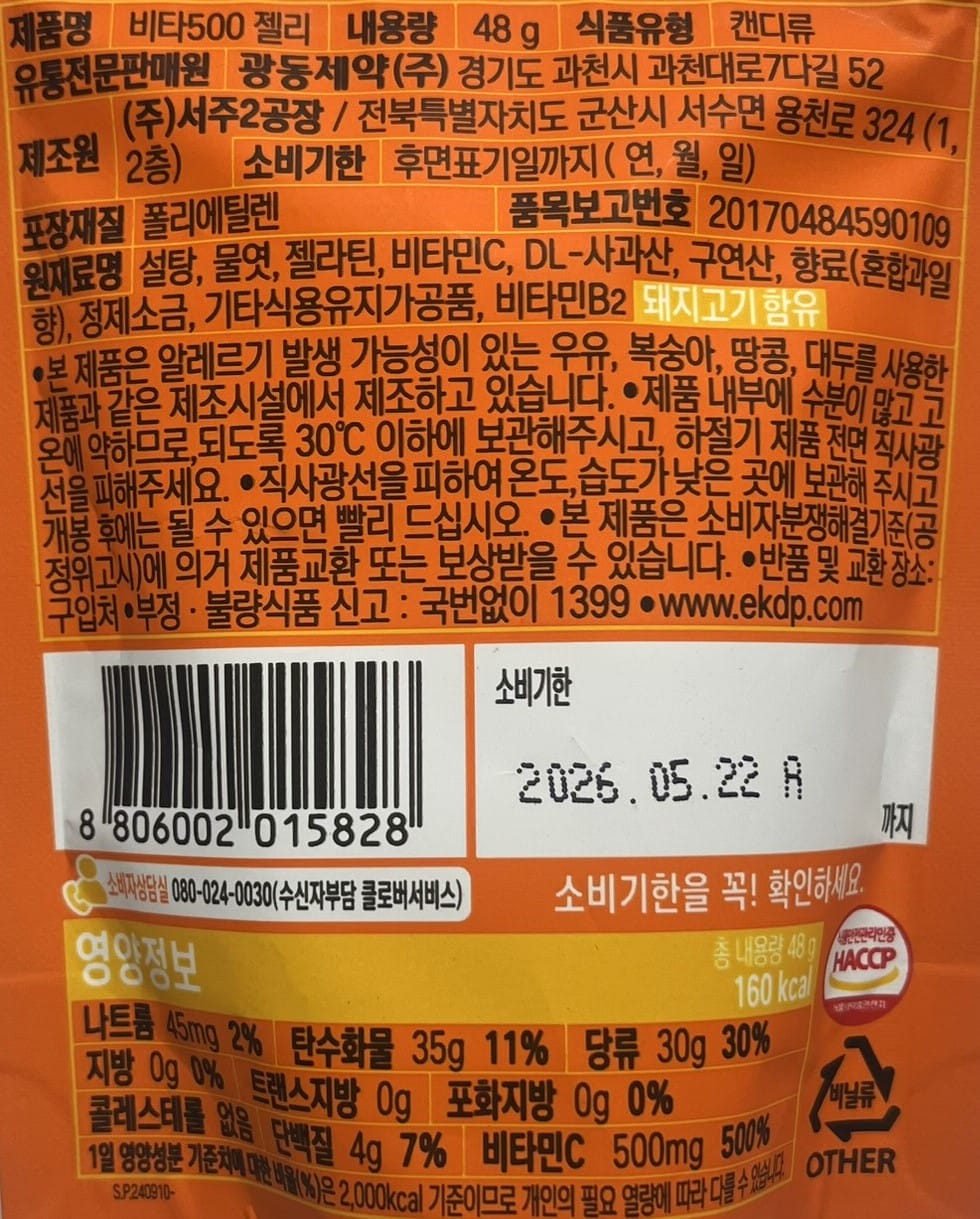 제품명 비타500 젤리 내용량 48 g 식품유형 캔디류
유통전문판매원 광동제약(주) 경기도 과천시 과천대로7다길 52
제조원 (주)서주2공장 / 전북특별자치도 군산시 서수면 용천로 324 (1,
2층) 소비기한 후면표기일까지 ( 연, 월, 일)
포장재질 폴리에틸렌 품목보고번호 20170484590109
원재료명 설탕, 물엿, 젤라틴, 비타민C, DL-사과산, 구연산, 향료(혼합과일
향), 정제소금, 기타식용유지가공품, 비타민B2 돼지고기 함유
•본 제품은 알레르기 발생 가능성이 있는 우유, 복숭아, 땅콩, 대두를 사용한
제품과 같은 제조시설에서 제조하고 있습니다. •제품 내부에 수분이 많고 고
온에 약하므로,되도록 30℃ 이하에 보관해주시고, 하절기 제품 전면 직사광
선을 피해주세요. •직사광선을 피하여 온도,습도가 낮은 곳에 보관해 주시고
개봉 후에는 될 수 있으면 빨리 드십시오. •본 제품은 소비자분쟁해결기준(공
정위고시)에 의거 제품교환 또는 보상받을 수 있습니다. •반품 및 교환 장소:
구입처 •부정 · 불량식품 신고 : 국번없이 1399 •www.ekdp.com
소비기한
2026.05.22 A
까지
8 806002 015828
소비자상담실 080-024-0030(수신자부담 클로버서비스)
소비기한을 꼭! 확인하세요.
영양정보 총 내용량 48 g
160 kcal
HACCP
나트륨 45mg 2% 탄수화물 35g 11% 당류 30g 30%
지방 0g 0% 트랜스지방 0g 포화지방 0g 0%
콜레스테롤 없음 단백질 4g 7% 비타민C 500mg 500%
1일 영양성분 기준치에 대한 비율(%)은 2,000kcal 기준이므로 개인의 필요 열량에 따라 다를 수 있습니다.
비닐류
OTHER
S.P.240910-